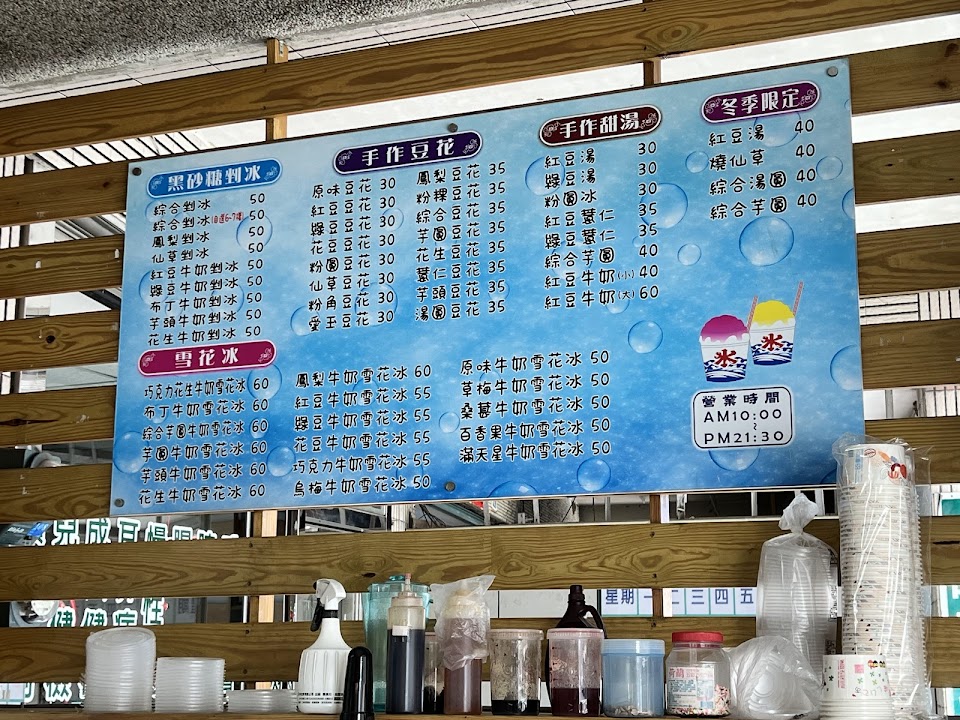 黑砂糖剉冰
綜合剉冰 50
綜合剉冰(自選6-7樣) 50
鳳梨剉冰 50
仙草剉冰 50
紅豆牛奶剉冰 50
綠豆牛奶剉冰 50
布丁牛奶剉冰 50
芋頭牛奶剉冰 50
花生牛奶剉冰 50
手作豆花
原味豆花 30
紅豆豆花 30
綠豆豆花 30
花豆豆花 30
粉圓豆花 30
仙草豆花 30
粉角豆花 30
愛玉豆花 30
鳳梨豆花 35
粉粿豆花 35
綜合豆花 35
芋圓豆花 35
花生豆花 35
薏仁豆花 35
芋頭豆花 35
湯圓豆花 35
手作甜湯
紅豆湯 30
綠豆湯 30
粉圓冰 30
紅豆薏仁 35
綠豆薏仁 35
綜合芋圓 40
紅豆牛奶(小) 40
紅豆牛奶(大) 60
冬季限定
紅豆湯 40
燒仙草 40
綜合湯圓 40
綜合芋圓 40
雪花冰
巧克力花生牛奶雪花冰 60
布丁牛奶雪花冰 60
綜合芋圓牛奶雪花冰 60
芋圓牛奶雪花冰 60
芋頭牛奶雪花冰 60
花生牛奶雪花冰 60
鳳梨牛奶雪花冰 60
紅豆牛奶雪花冰 55
綠豆牛奶雪花冰 55
花豆牛奶雪花冰 55
巧克力牛奶雪花冰 55
烏梅牛奶雪花冰 50
原味牛奶雪花冰 50
草莓牛奶雪花冰 50
桑葚牛奶雪花冰 50
百香果牛奶雪花冰 50
滿天星牛奶雪花冰 50
氷
氷
營業時間
AM10:00
~
PM21:30
星期一二三四五